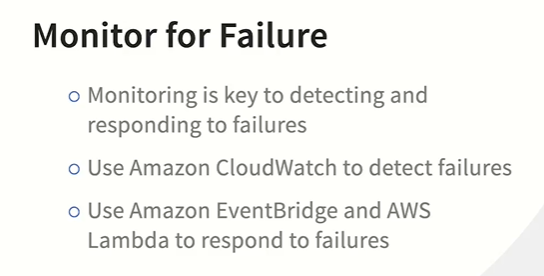 Monitor for Failure
○ Monitoring is key to detecting and
responding to failures
○ Use Amazon CloudWatch to detect failures
○ Use Amazon EventBridge and AWS
Lambda to respond to failures